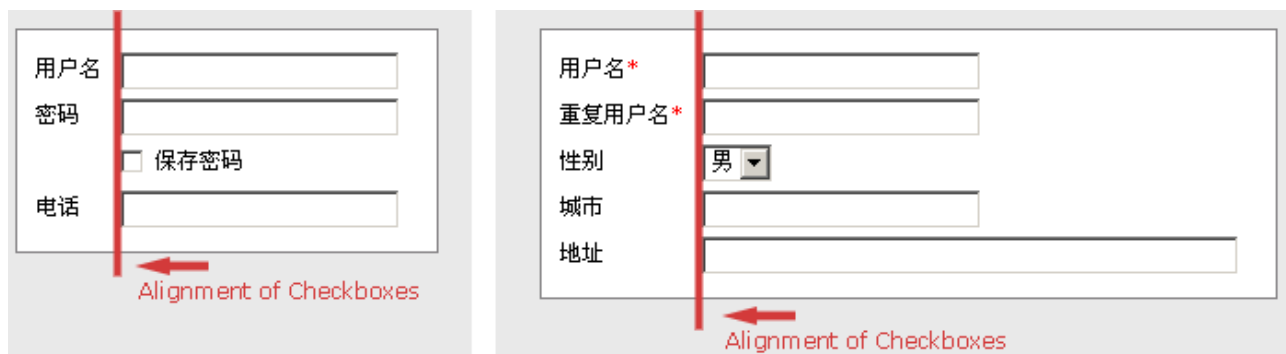 用户名
密码
保存密码
电话
Alignment of Checkboxes
用户名*
重复用户名*
性别 男
城市
地址
Alignment of Checkboxes